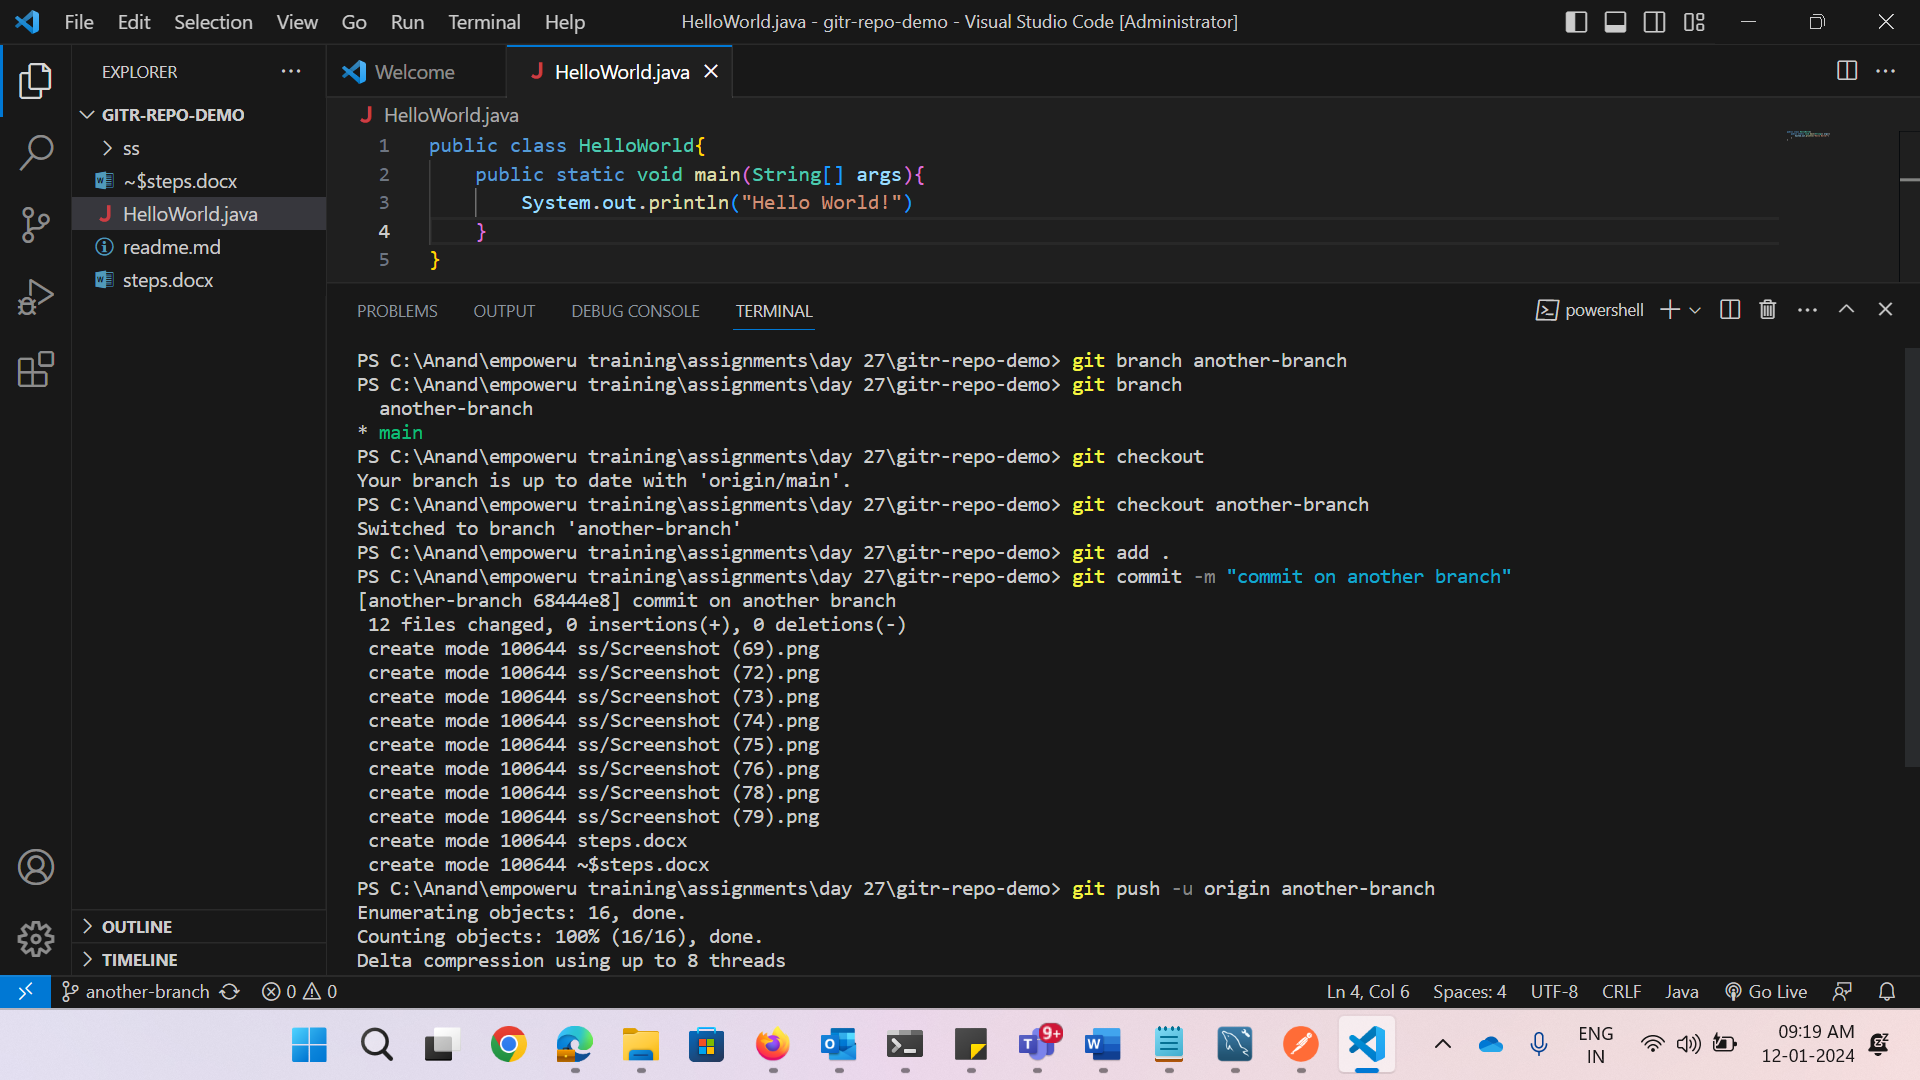 File Edit Selection View Go Run Terminal Help
HelloWorld.java - gitr-repo-demo - Visual Studio Code [Administrator]
EXPLORER
GITR-REPO-DEMO
ss
~$steps.docx
HelloWorld.java
readme.md
steps.docx
OUTLINE
TIMELINE
Welcome
J HelloWorld.java
J HelloWorld.java
1 public class HelloWorld{
2 public static void main(String[] args){
3 System.out.println("Hello World!")
4 }
5 }
PROBLEMS OUTPUT DEBUG CONSOLE TERMINAL
powershell
PS C:\Anand\empoweru training\assignments\day 27\gitr-repo-demo> git branch another-branch
PS C:\Anand\empoweru training\assignments\day 27\gitr-repo-demo> git branch
another-branch
* main
PS C:\Anand\empoweru training\assignments\day 27\gitr-repo-demo> git checkout
Your branch is up to date with 'origin/main'.
PS C:\Anand\empoweru training\assignments\day 27\gitr-repo-demo> git checkout another-branch
Switched to branch 'another-branch'
PS C:\Anand\empoweru training\assignments\day 27\gitr-repo-demo> git add .
PS C:\Anand\empoweru training\assignments\day 27\gitr-repo-demo> git commit -m "commit on another branch"
[another-branch 68444e8] commit on another branch
12 files changed, 0 insertions(+), 0 deletions(-)
create mode 100644 ss/Screenshot (69).png
create mode 100644 ss/Screenshot (72).png
create mode 100644 ss/Screenshot (73).png
create mode 100644 ss/Screenshot (74).png
create mode 100644 ss/Screenshot (75).png
create mode 100644 ss/Screenshot (76).png
create mode 100644 ss/Screenshot (78).png
create mode 100644 ss/Screenshot (79).png
create mode 100644 steps.docx
create mode 100644 ~$steps.docx
PS C:\Anand\empoweru training\assignments\day 27\gitr-repo-demo> git push -u origin another-branch
Enumerating objects: 16, done.
Counting objects: 100% (16/16), done.
Delta compression using up to 8 threads
another-branch 0 0
Ln 4, Col 6 Spaces: 4 UTF-8 CRLF Java Go Live
9+
ENG
IN
09:19 AM
12-01-2024